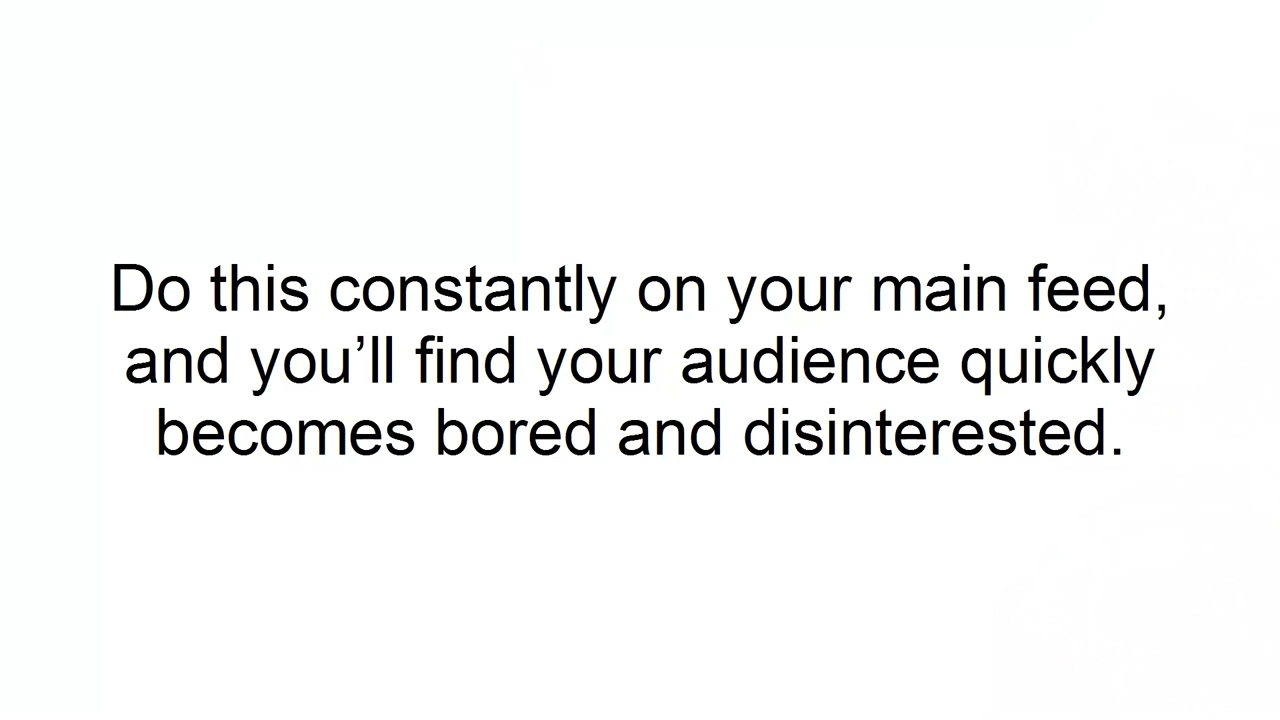 Do this constantly on your main feed,
and you’ll find your audience quickly
becomes bored and disinterested.